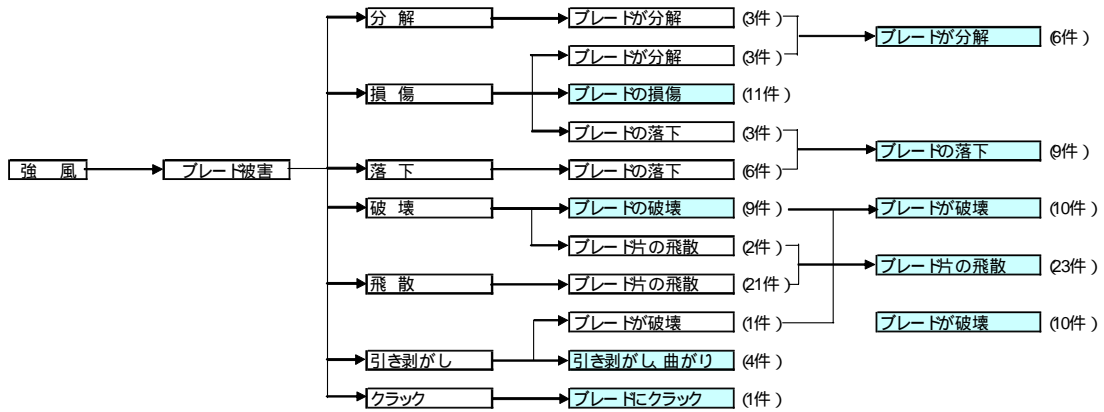 分 解
ブレードが分解 (3件)
ブレードが分解 (6件)
ブレードが分解 (3件)
損 傷
ブレードの損傷 (11件)
ブレードの落下 (3件)
ブレードの落下 (9件)
強 風
ブレード被害
落 下
ブレードの落下 (6件)
破 壊
ブレードの破壊 (9件)
ブレードが破壊 (10件)
ブレード片の飛散 (2件)
ブレード片の飛散 (23件)
飛 散
ブレード片の飛散 (21件)
ブレードが破壊 (1件)
ブレードが破壊 (10件)
引き剥がし
引き剥がし、曲がり (4件)
クラック
ブレードにクラック (1件)